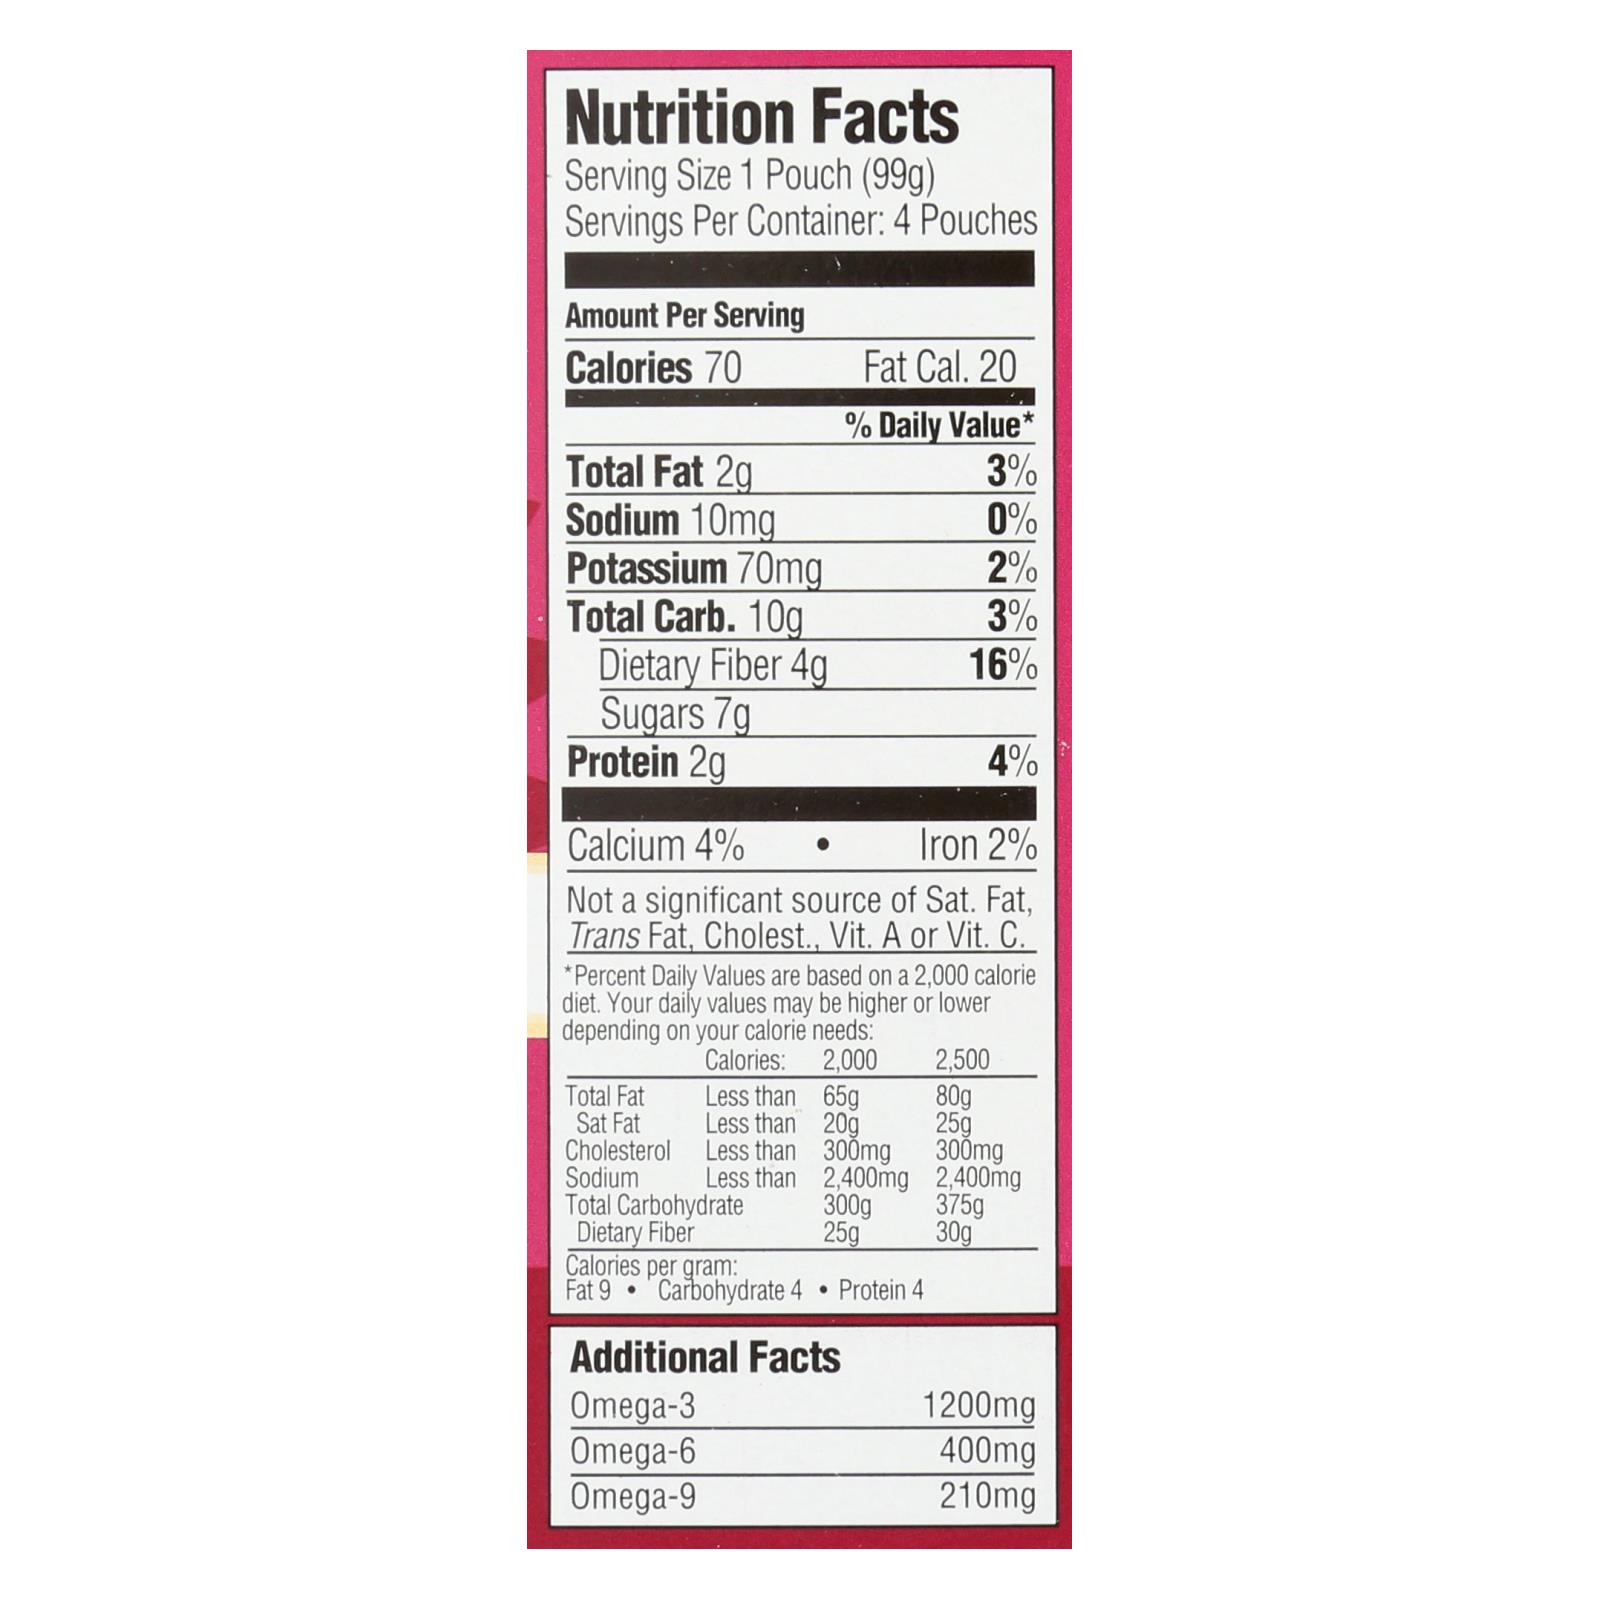 Nutrition Facts
Serving Size 1 Pouch (99g)
Servings Per Container: 4 Pouches
Amount Per Serving
Calories 70 Fat Cal. 20
% Daily Value*
Total Fat 2g 3%
Sodium 10mg 0%
Potassium 70mg 2%
Total Carb. 10g 3%
Dietary Fiber 4g 16%
Sugars 7g
Protein 2g 4%
Calcium 4% • Iron 2%
Not a significant source of Sat. Fat,
Trans Fat, Cholest., Vit. A or Vit. C.
*Percent Daily Values are based on a 2,000 calorie
diet. Your daily values may be higher or lower
depending on your calorie needs:
Calories: 2,000 2,500
Total Fat Less than 65g 80g
Sat Fat Less than 20g 25g
Cholesterol Less than 300mg 300mg
Sodium Less than 2,400mg 2,400mg
Total Carbohydrate 300g 375g
Dietary Fiber 25g 30g
Calories per gram:
Fat 9 • Carbohydrate 4 • Protein 4
Additional Facts
Omega-3 1200mg
Omega-6 400mg
Omega-9 210mg